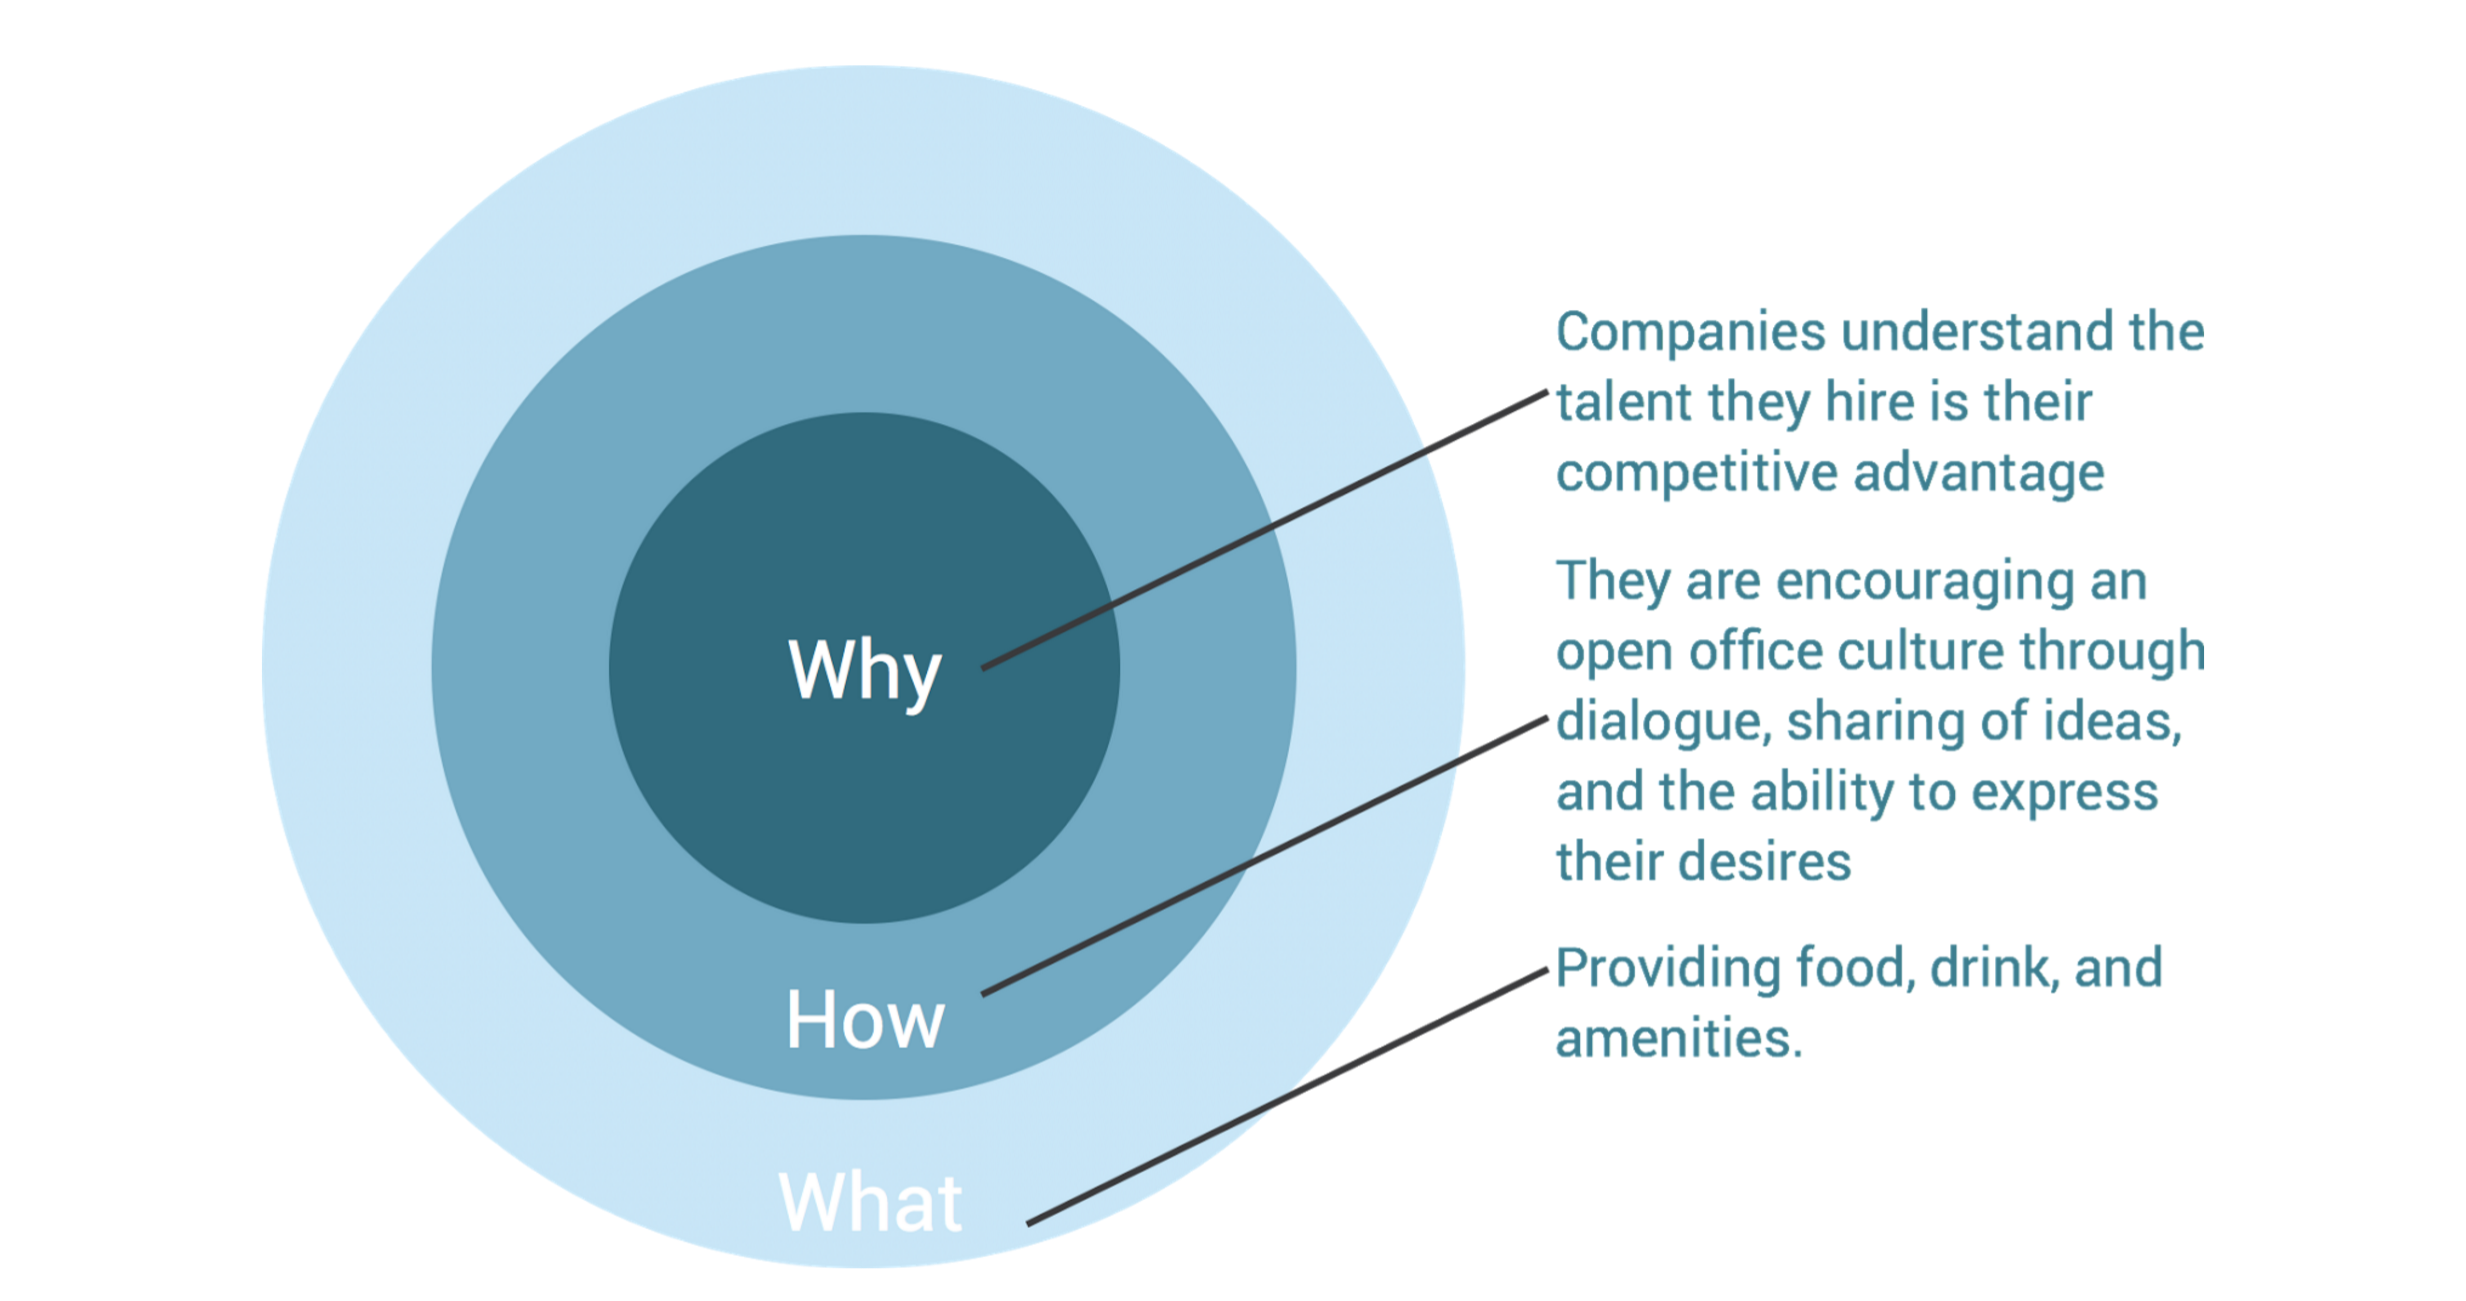 Why
How
What
Companies understand the
talent they hire is their
competitive advantage
They are encouraging an
open office culture through
dialogue, sharing of ideas,
and the ability to express
their desires
Providing food, drink, and
amenities.